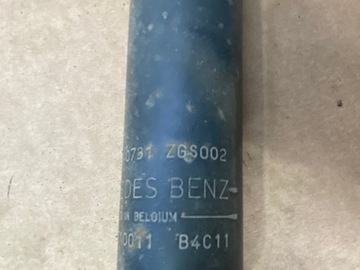 0731 ZGS002
DES BENZ
IN BELGIUM
0011 B4C11